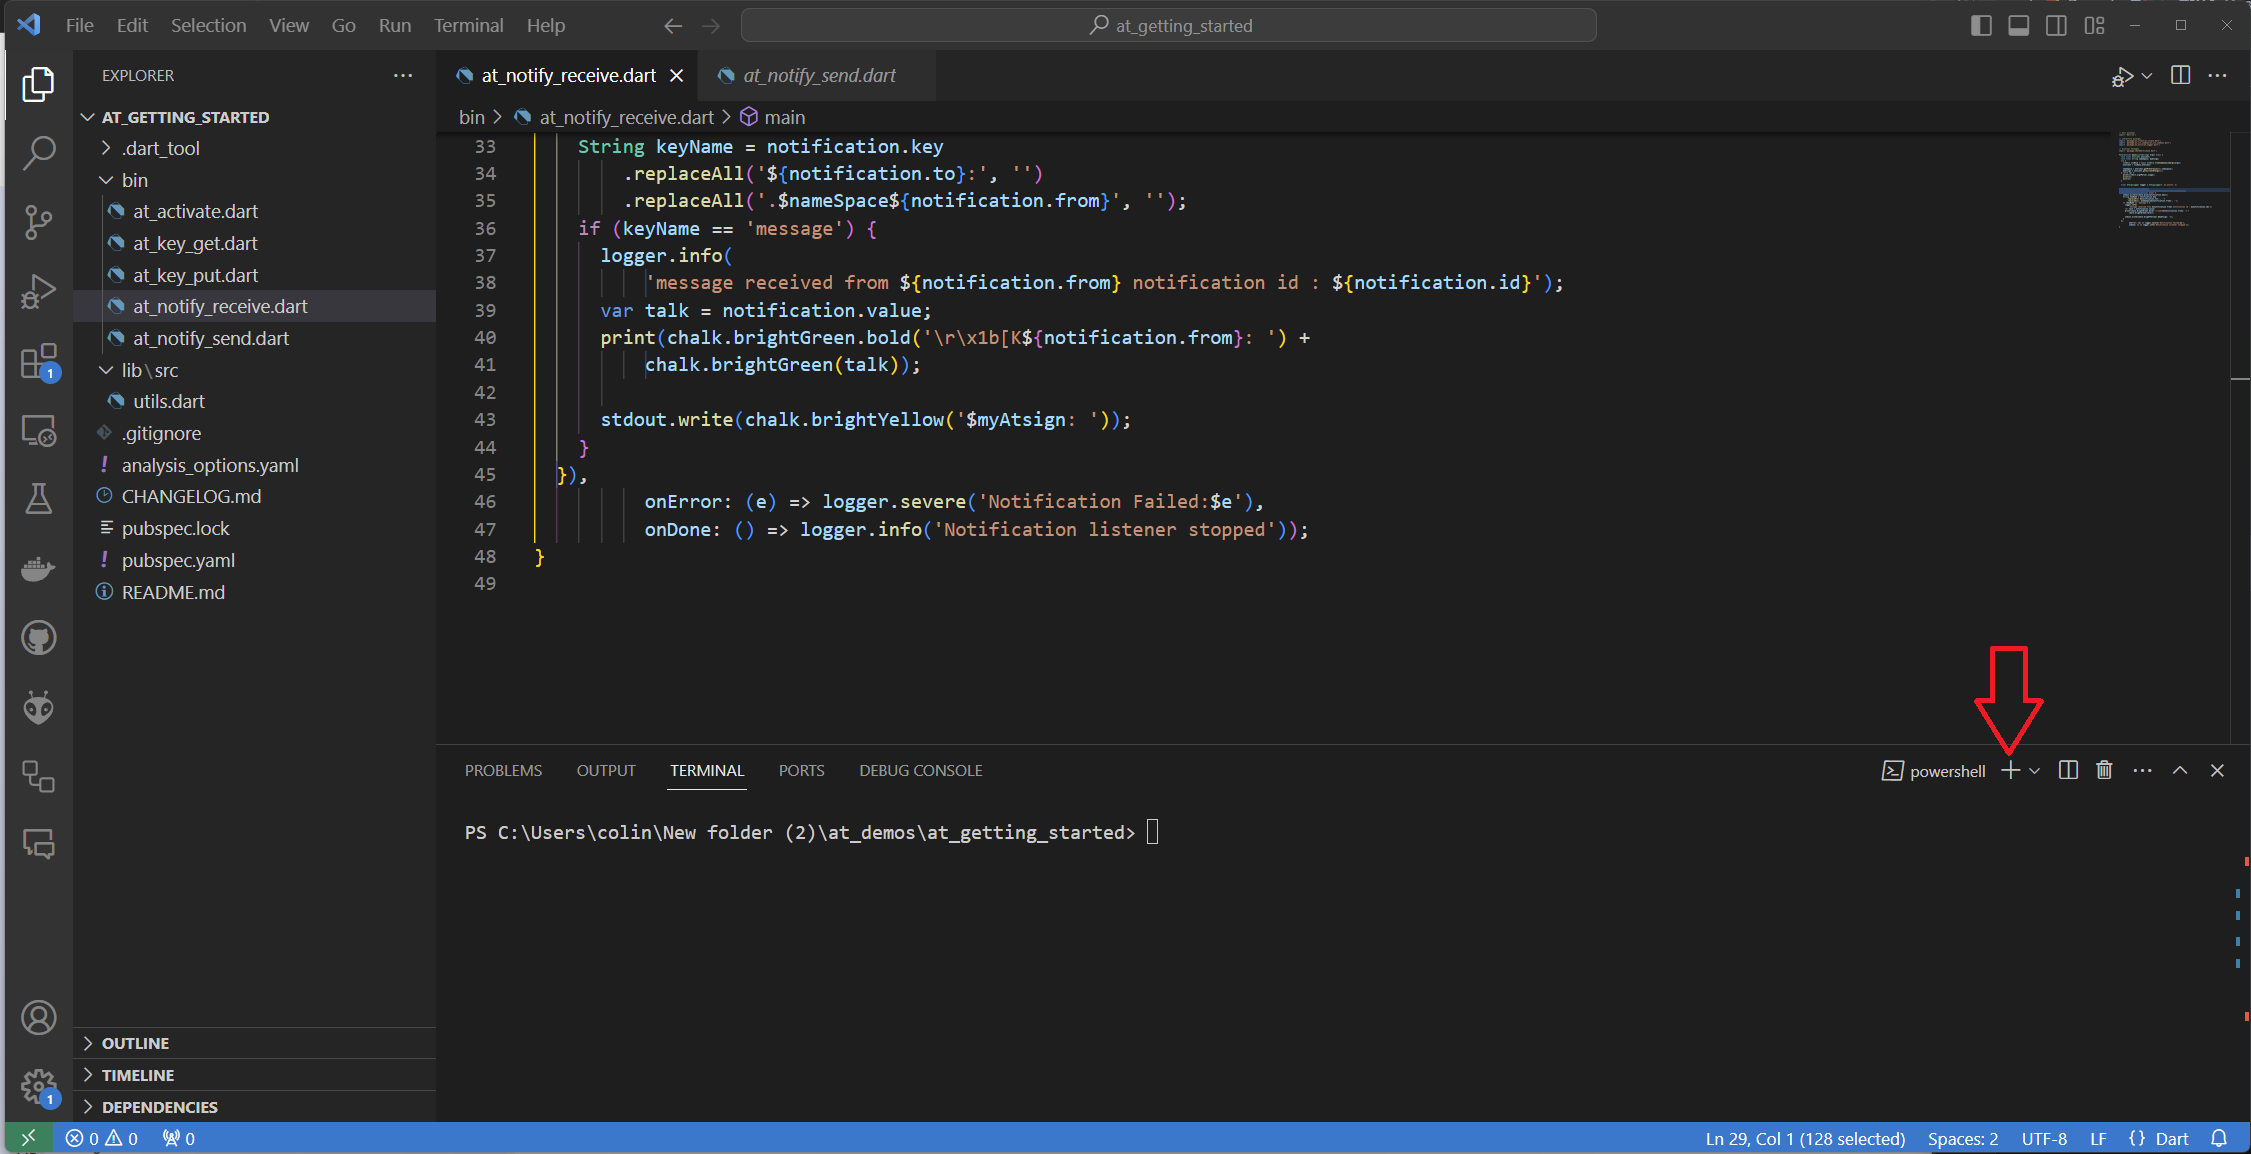 File Edit Selection View Go Run Terminal Help
at_getting_started
EXPLORER
AT_GETTING_STARTED
.dart_tool
bin
at_activate.dart
at_key_get.dart
at_key_put.dart
at_notify_receive.dart
at_notify_send.dart
lib\src
utils.dart
.gitignore
analysis_options.yaml
CHANGELOG.md
pubspec.lock
pubspec.yaml
README.md
OUTLINE
TIMELINE
DEPENDENCIES
1
1
at_notify_receive.dart at_notify_send.dart
bin > at_notify_receive.dart > main
33 String keyName = notification.key
34 .replaceAll('${notification.to}:', '')
35 .replaceAll('.$nameSpace${notification.from}', '');
36 if (keyName == 'message') {
37 logger.info(
38 'message received from ${notification.from} notification id : ${notification.id}');
39 var talk = notification.value;
40 print(chalk.brightGreen.bold('\r\x1b[K${notification.from}: ') +
41 chalk.brightGreen(talk));
42
43 stdout.write(chalk.brightYellow('$myAtsign: '));
44 }
45 }),
46 onError: (e) => logger.severe('Notification Failed:$e'),
47 onDone: () => logger.info('Notification listener stopped'));
48 }
49
PROBLEMS OUTPUT TERMINAL PORTS DEBUG CONSOLE
powershell
PS C:\Users\colin\New folder (2)\at_demos\at_getting_started>
0 0 0
Ln 29, Col 1 (128 selected) Spaces: 2 UTF-8 LF {} Dart